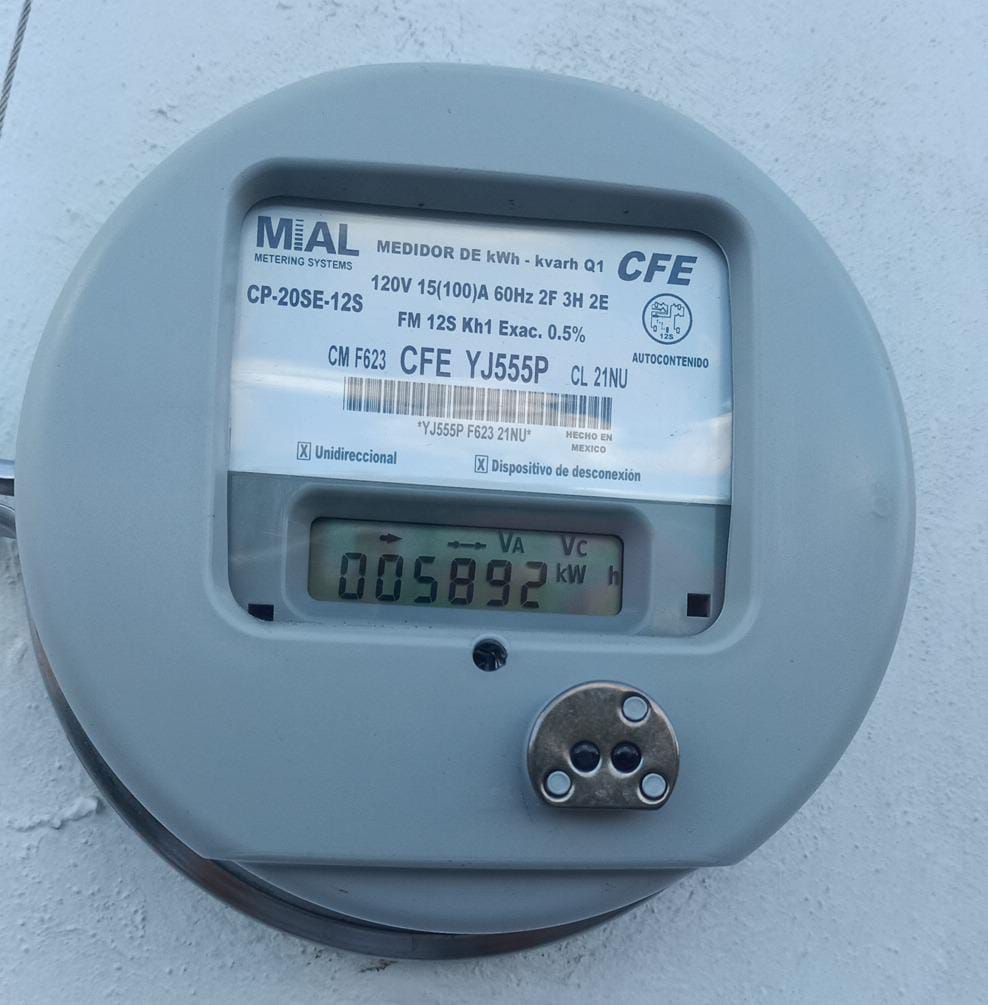 MIAL
METERING SYSTEMS
MEDIDOR DE kWh - kvarh Q1
CFE
CP-20SE-12S
120V 15(100)A 60Hz 2F 3H 2E
FM 12S Kh1 Exac. 0.5%
12S
AUTOCONTENIDO
CM F623 CFE YJ555P CL 21NU
*YJ555P F623 21NU*
HECHO EN
MEXICO
X Unidireccional
X Dispositivo de desconexión
VA VC
005892 kW h